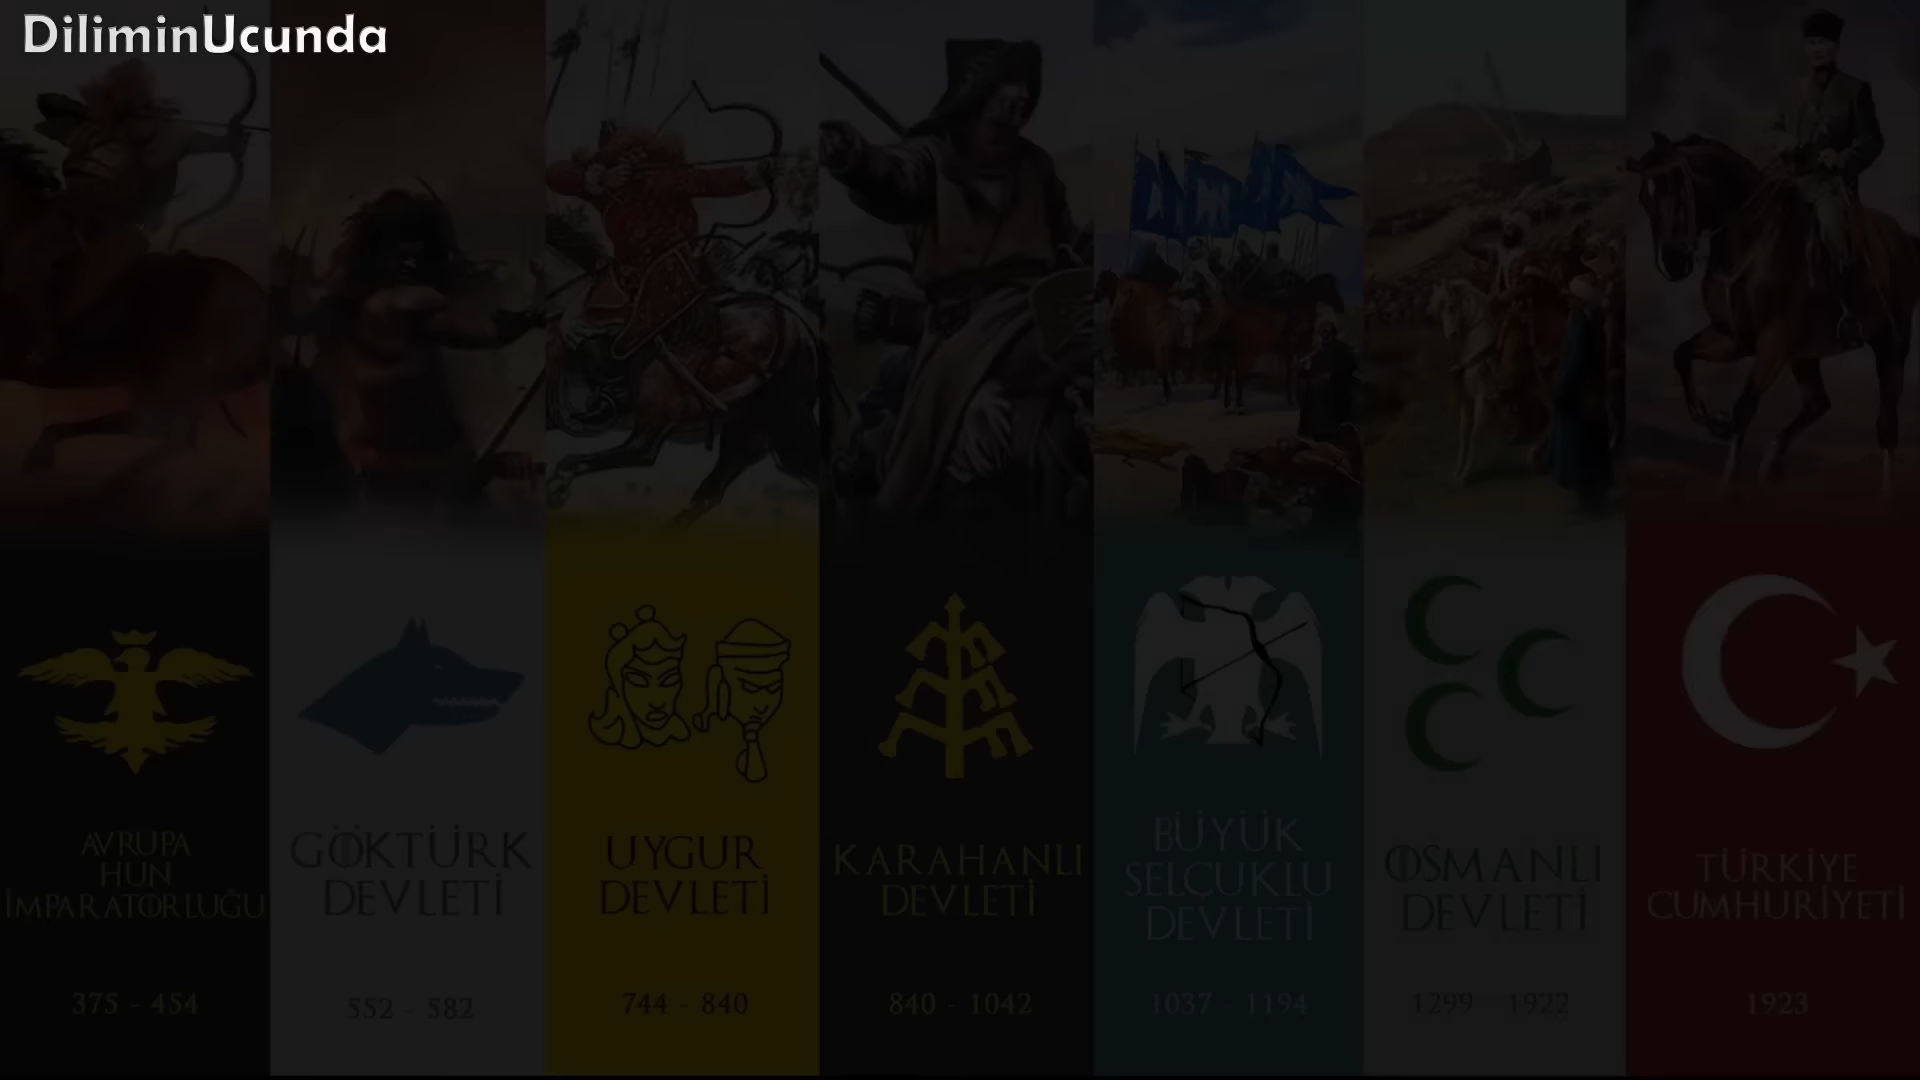 DiliminUcunda
AVRUPA
HUN
İMPARATORLUĞU
375 - 454
GÖKTÜRK
DEVLETİ
552 - 582
UYGUR
DEVLETİ
744 - 840
KARAHANLI
DEVLETİ
840 - 1042
BÜYÜK
SELÇUKLU
DEVLETİ
1037 - 1194
OSMANLI
DEVLETİ
1299 - 1922
TÜRKİYE
CUMHURİYETİ
1923